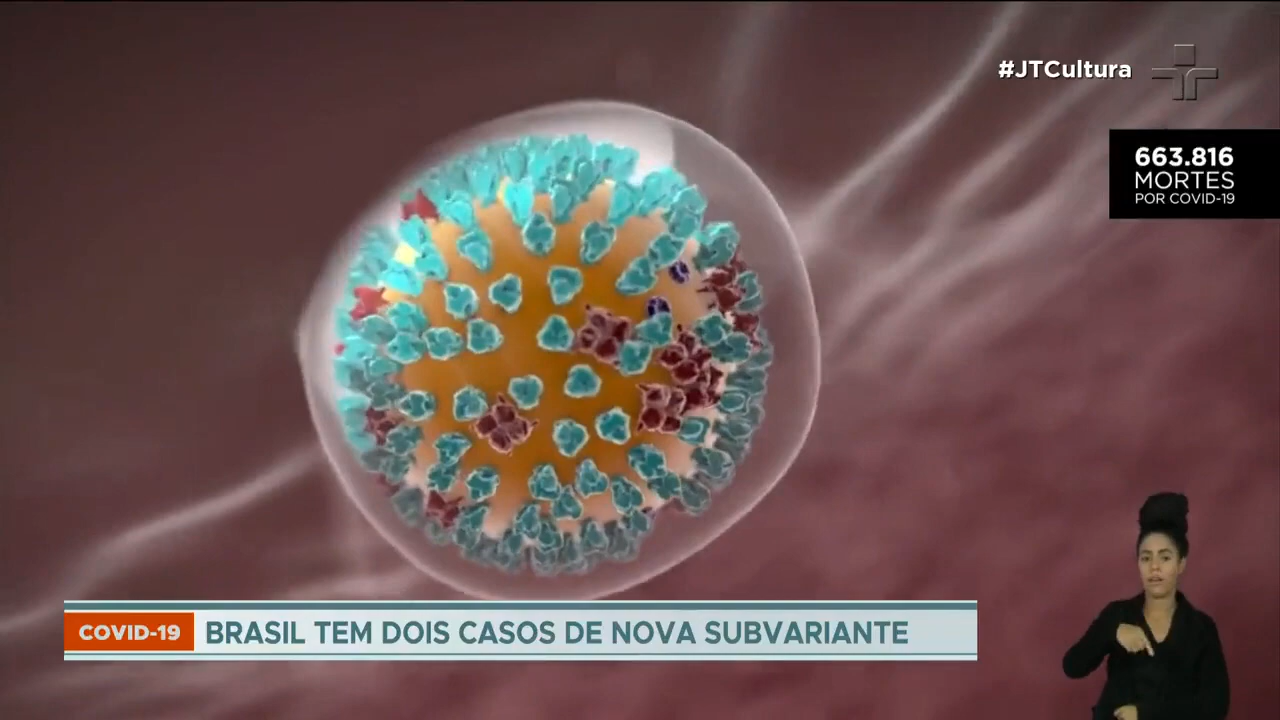 #JTCultura
663.816
MORTES
POR COVID-19
COVID-19 BRASIL TEM DOIS CASOS DE NOVA SUBVARIANTE